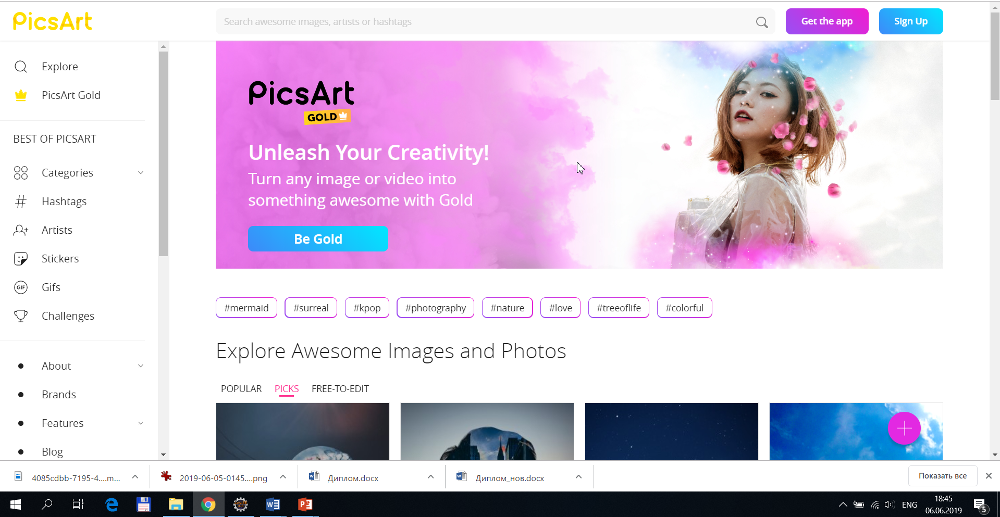 PicsArt
Search awesome images, artists or hashtags
Get the app
Sign Up
Explore
PicsArt Gold
BEST OF PICSART
Categories
Hashtags
Artists
Stickers
GIF
Gifs
Challenges
About
Brands
Features
Blog
PicsArt
GOLD
Unleash Your Creativity!
Turn any image or video into
something awesome with Gold
Be Gold
#mermaid
#surreal
#kpop
#photography
#nature
#love
#treeoflife
#colorful
Explore Awesome Images and Photos
POPULAR
PICKS
FREE-TO-EDIT
4085cdbb-7195-4....m...
2019-06-05-0145....png
Диплом.docx
Диплом_нов.docx
Показать все
ENG
18:45
06.06.2019
5